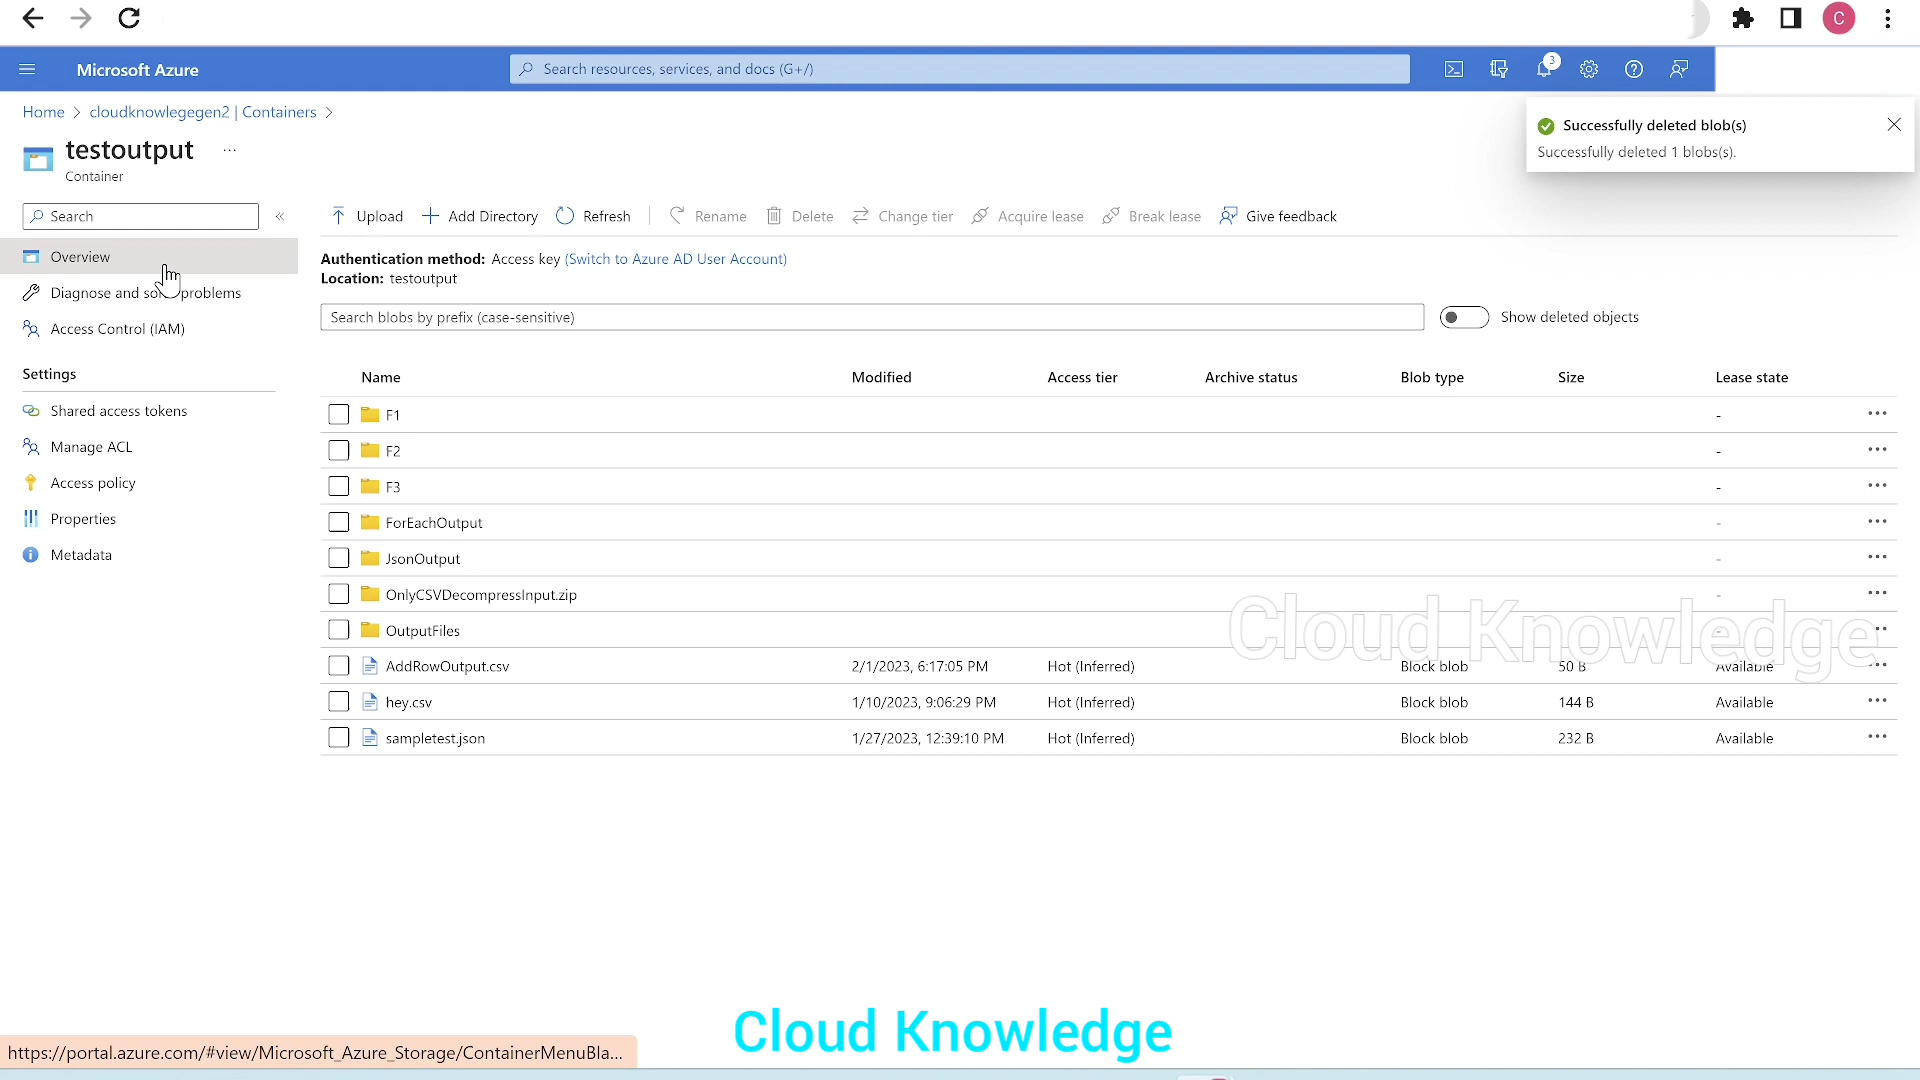 C
Microsoft Azure
Search resources, services, and docs (G+/)
3
Home > cloudknowlegegen2 | Containers >
Successfully deleted blob(s)
Successfully deleted 1 blobs(s).
testoutput ...
Container
Search «
Upload Add Directory Refresh Rename Delete Change tier Acquire lease Break lease Give feedback
Overview
Diagnose and solve problems
Access Control (IAM)
Settings
Shared access tokens
Manage ACL
Access policy
Properties
Metadata
Authentication method: Access key (Switch to Azure AD User Account)
Location: testoutput
Search blobs by prefix (case-sensitive)
Show deleted objects
Name Modified Access tier Archive status Blob type Size Lease state
F1 - ...
F2 - ...
F3 - ...
ForEachOutput - ...
JsonOutput - ...
OnlyCSVDecompressInput.zip - ...
OutputFiles - ...
AddRowOutput.csv 2/1/2023, 6:17:05 PM Hot (Inferred) Block blob 50 B Available ...
hey.csv 1/10/2023, 9:06:29 PM Hot (Inferred) Block blob 144 B Available ...
sampletest.json 1/27/2023, 12:39:10 PM Hot (Inferred) Block blob 232 B Available ...
Cloud Knowledge
Cloud Knowledge
https://portal.azure.com/#view/Microsoft_Azure_Storage/ContainerMenuBla...